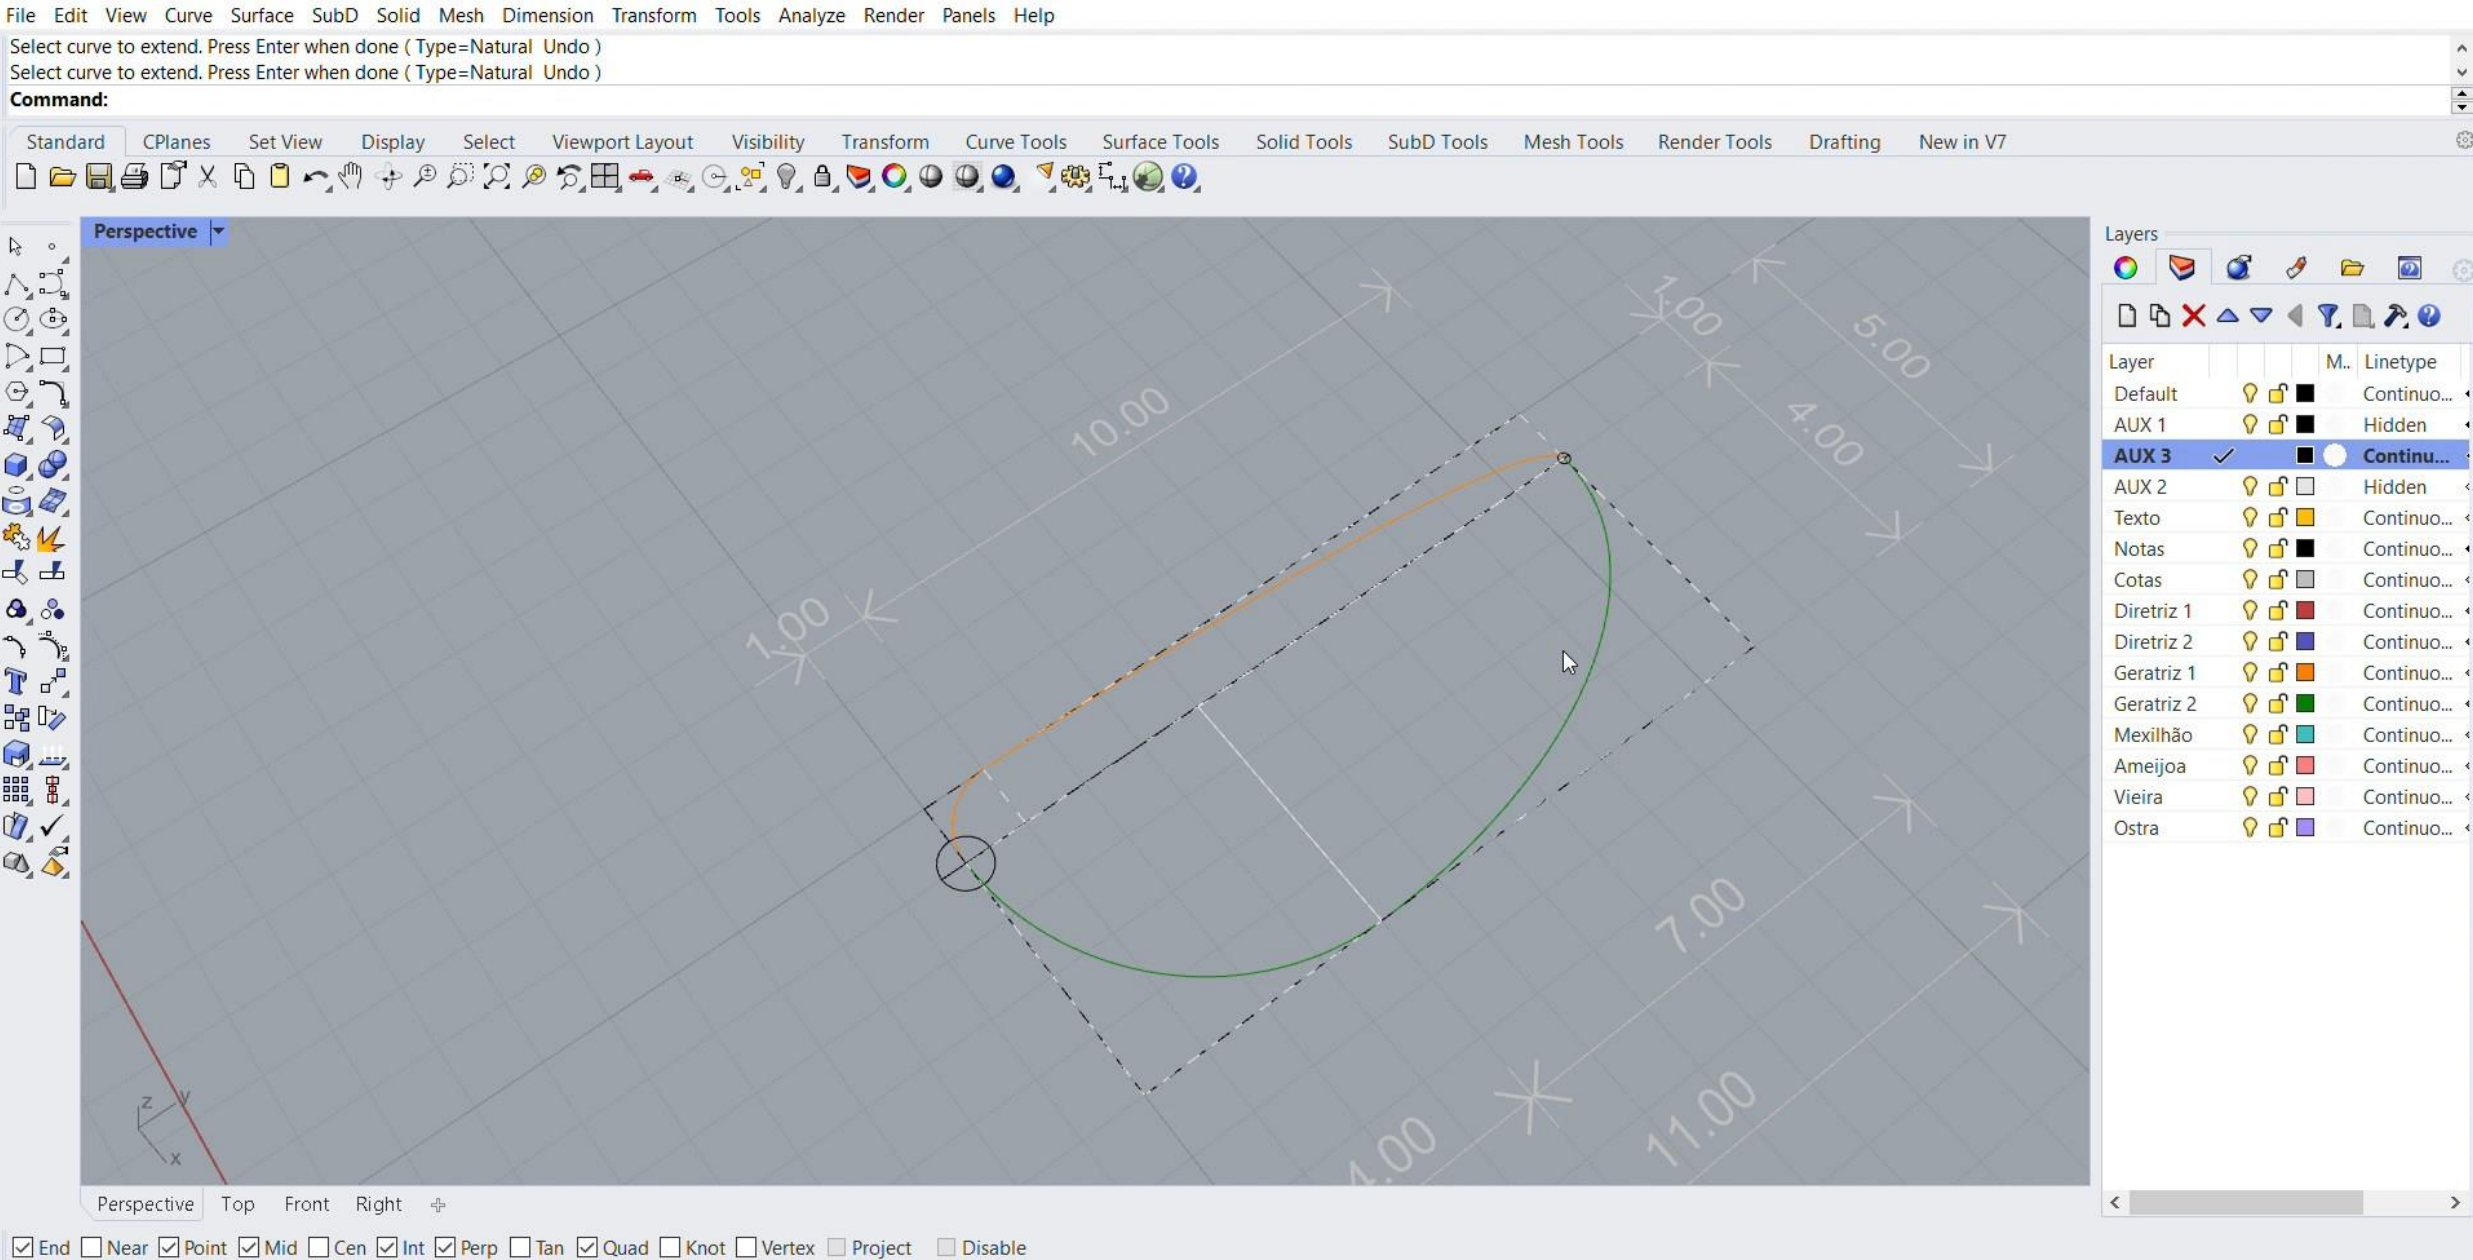 File Edit View Curve Surface SubD Solid Mesh Dimension Transform Tools Analyze Render Panels Help
Select curve to extend. Press Enter when done ( Type=Natural Undo )
Select curve to extend. Press Enter when done ( Type=Natural Undo )
Command:
Standard CPlanes Set View Display Select Viewport Layout Visibility Transform Curve Tools Surface Tools Solid Tools SubD Tools Mesh Tools Render Tools Drafting New in V7
Perspective
1.00
5.00
10.00
4.00
1.00
7.00
11.00
4.00
z
y
x
Layers
Layer M.. Linetype
Default Continuo...
AUX 1 Hidden
AUX 3 Continu...
AUX 2 Hidden
Texto Continuo...
Notas Continuo...
Cotas Continuo...
Diretriz 1 Continuo...
Diretriz 2 Continuo...
Geratriz 1 Continuo...
Geratriz 2 Continuo...
Mexilhão Continuo...
Ameijoa Continuo...
Vieira Continuo...
Ostra Continuo...
Perspective Top Front Right
End Near Point Mid Cen Int Perp Tan Quad Knot Vertex Project Disable